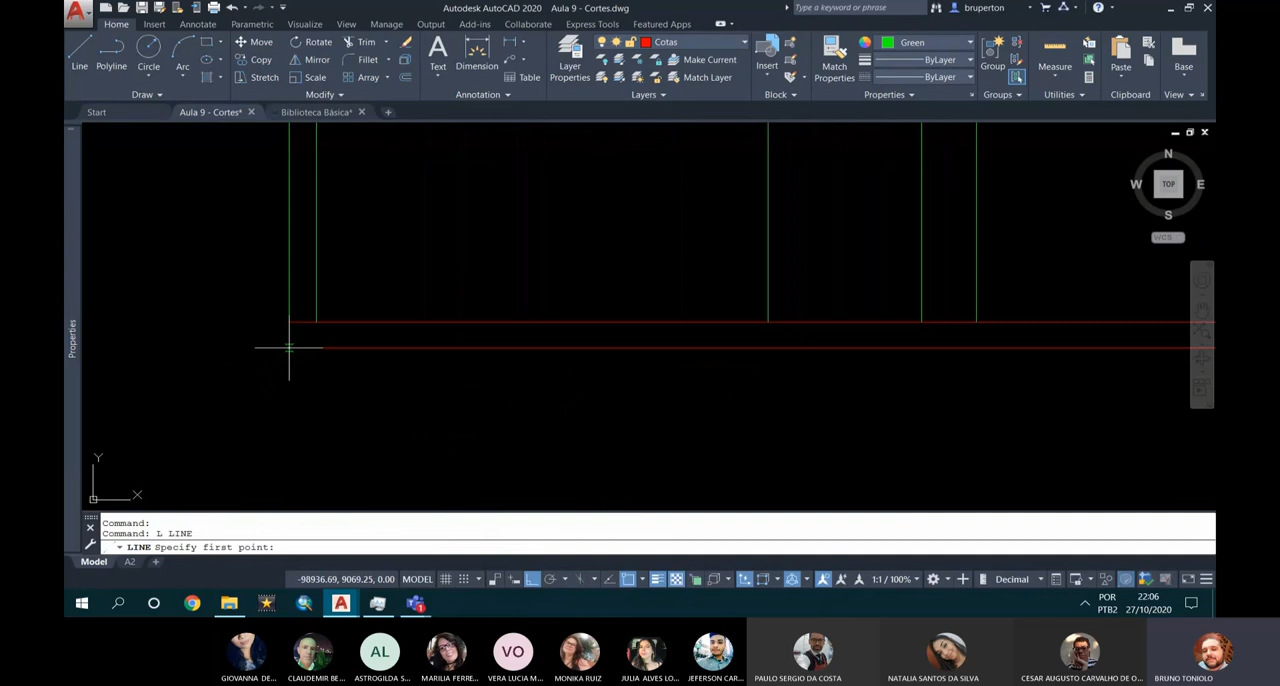 Autodesk AutoCAD 2020 Aula 9 - Cortes.dwg
Type a keyword or phrase
bruperton
Home Insert Annotate Parametric Visualize View Manage Output Add-ins Collaborate Express Tools Featured Apps
Line Polyline Circle Arc
Move Rotate Trim
Copy Mirror Fillet
Stretch Scale Array
Text Dimension Table
Layer Properties
Cotas
Make Current
Match Layer
Insert
Match Properties
Green
ByLayer
ByLayer
Group
Measure
Paste
Base
Draw Modify Annotation Layers Block Properties Groups Utilities Clipboard View
Start Aula 9 - Cortes* Biblioteca Básica*
N
W TOP E
S
WCS
Properties
Y
X
Command:
Command: L LINE
LINE Specify first point:
Model A2 +
-98936.69, 9069.25, 0.00 MODEL 1:1 / 100% Decimal
POR
PTB2
22:06
27/10/2020
AL VO
GIOVANNA DE... CLAUDEMIR BE... ASTROGILDA S... MARILIA FERRE... VERA LUCIA M... MONIKA RUIZ JULIA ALVES LO... JEFERSON CAR... PAULO SERGIO DA COSTA NATALIA SANTOS DA SILVA CESAR AUGUSTO CARVALHO DE O... BRUNO TONIOLO